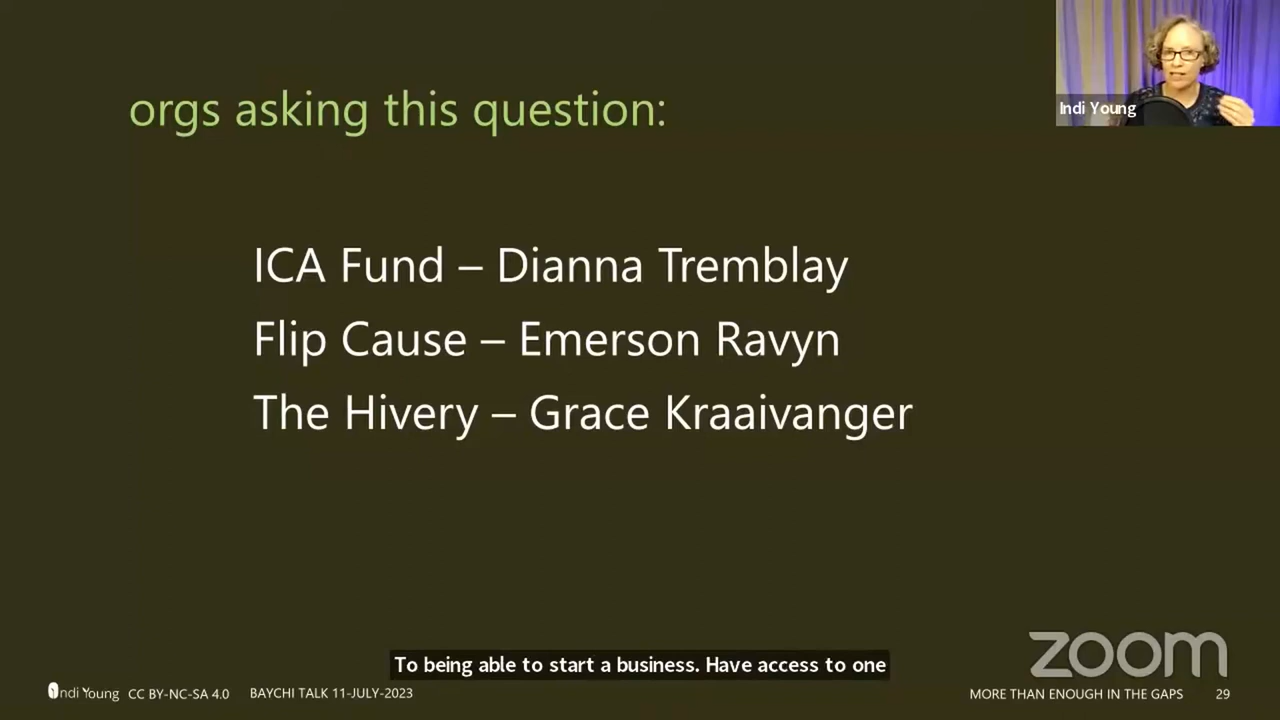 orgs asking this question:
Indi Young
ICA Fund – Dianna Tremblay
Flip Cause – Emerson Ravyn
The Hivery – Grace Kraaivanger
zoom
To being able to start a business. Have access to one
Indi Young CC BY-NC-SA 4.0 BAYCHI TALK 11-JULY-2023 MORE THAN ENOUGH IN THE GAPS 29